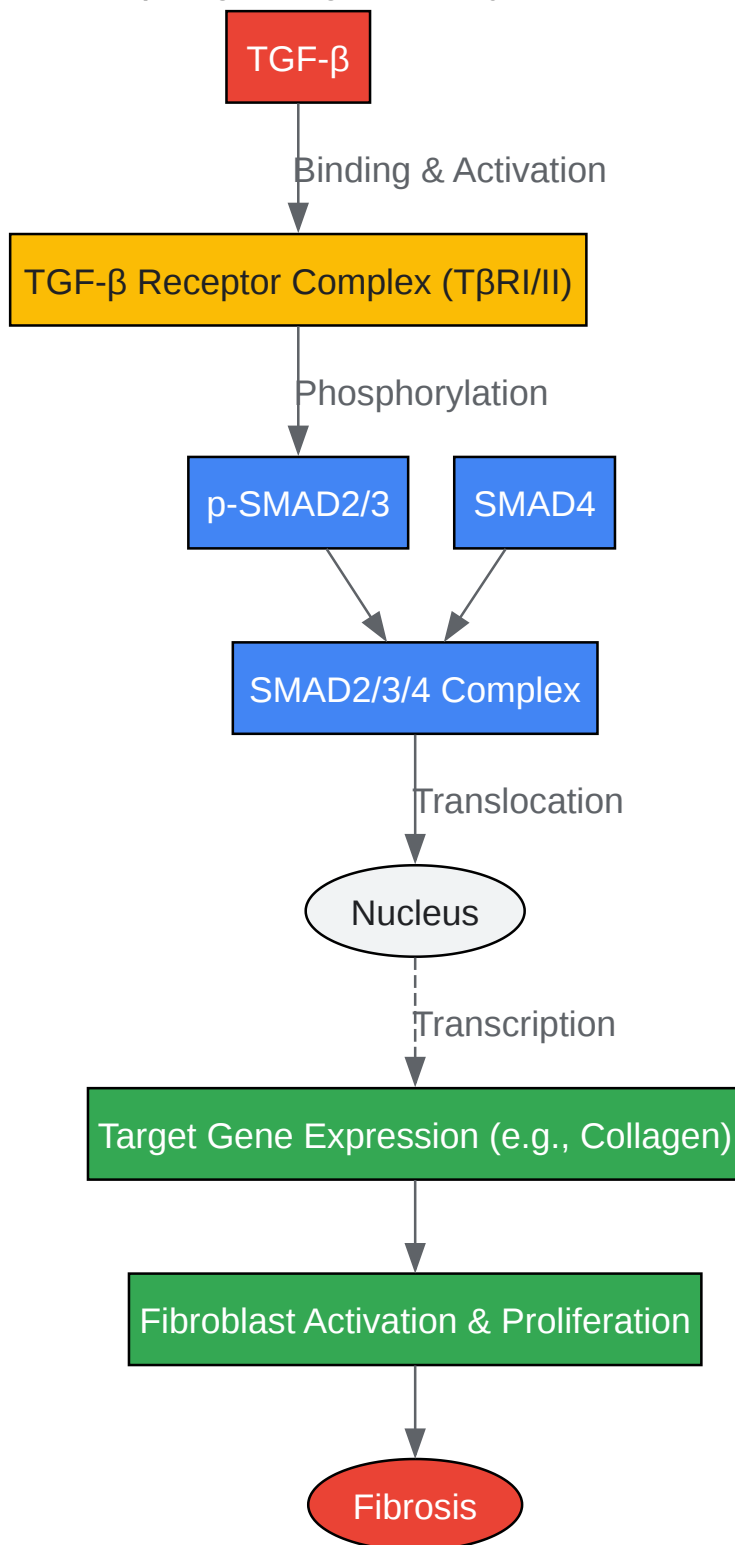 TGF-β
Binding & Activation
TGF-β Receptor Complex (TβRI/II)
Phosphorylation
p-SMAD2/3
SMAD4
SMAD2/3/4 Complex
Translocation
Nucleus
Transcription
Target Gene Expression (e.g., Collagen)
Fibroblast Activation & Proliferation
Fibrosis